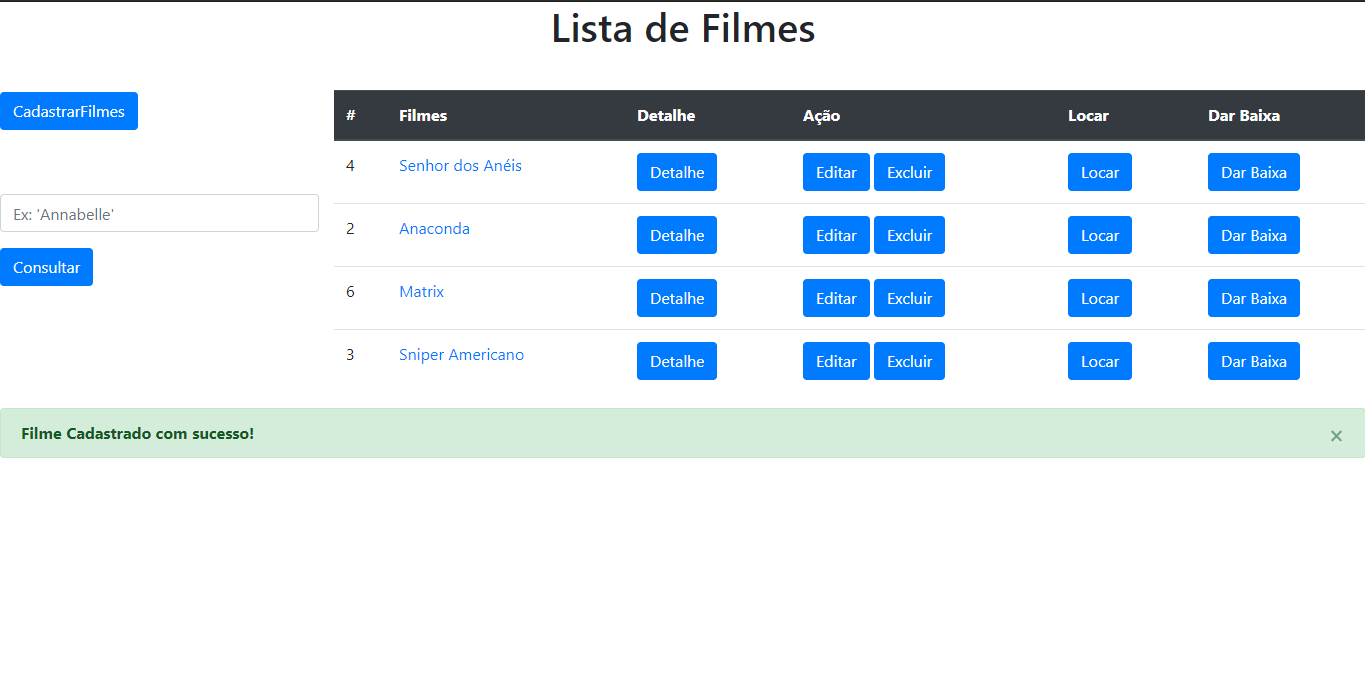 Lista de Filmes
CadastrarFilmes
Ex: 'Annabelle'
Consultar
# Filmes Detalhe Ação Locar Dar Baixa
4 Senhor dos Anéis Detalhe Editar Excluir Locar Dar Baixa
2 Anaconda Detalhe Editar Excluir Locar Dar Baixa
6 Matrix Detalhe Editar Excluir Locar Dar Baixa
3 Sniper Americano Detalhe Editar Excluir Locar Dar Baixa
Filme Cadastrado com sucesso! ×